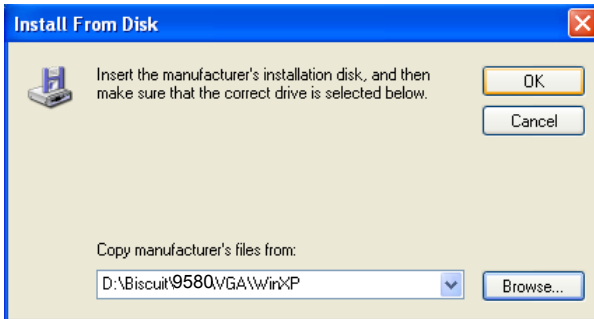 Install From Disk
Insert the manufacturer's installation disk, and then
make sure that the correct drive is selected below.
OK
Cancel
Copy manufacturer's files from:
D:\Biscuit\9580\VGA\WinXP
Browse...